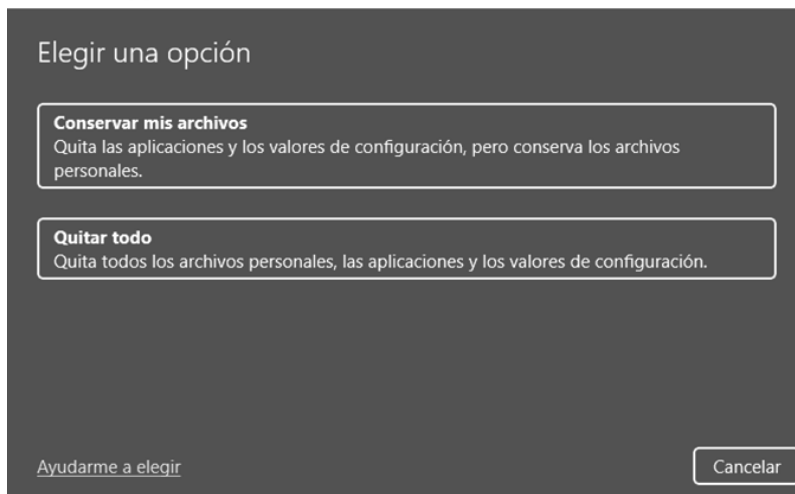 Elegir una opción
Conservar mis archivos
Quita las aplicaciones y los valores de configuración, pero conserva los archivos
personales.
Quitar todo
Quita todos los archivos personales, las aplicaciones y los valores de configuración.
Ayudarme a elegir
Cancelar